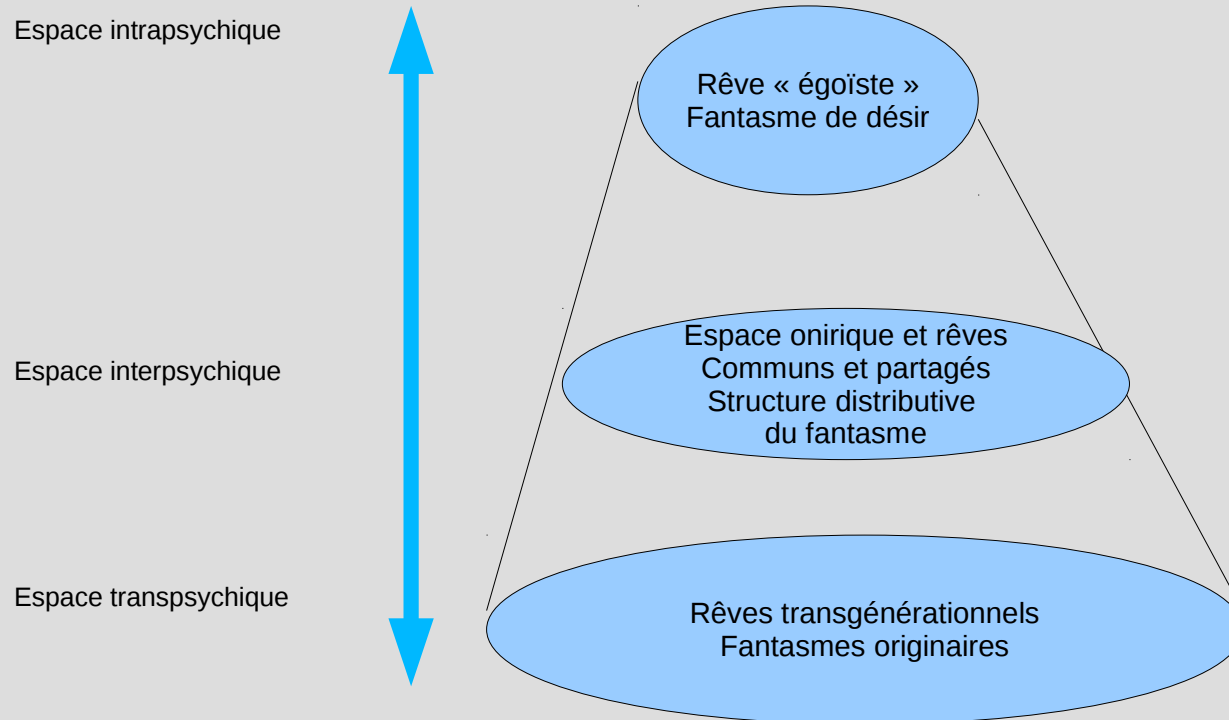 Espace intrapsychique
Rêve « égoïste »
Fantasme de désir
Espace interpsychique
Espace onirique et rêves
Communs et partagés
Structure distributive
du fantasme
Espace transpsychique
Rêves transgénérationnels
Fantasmes originaires